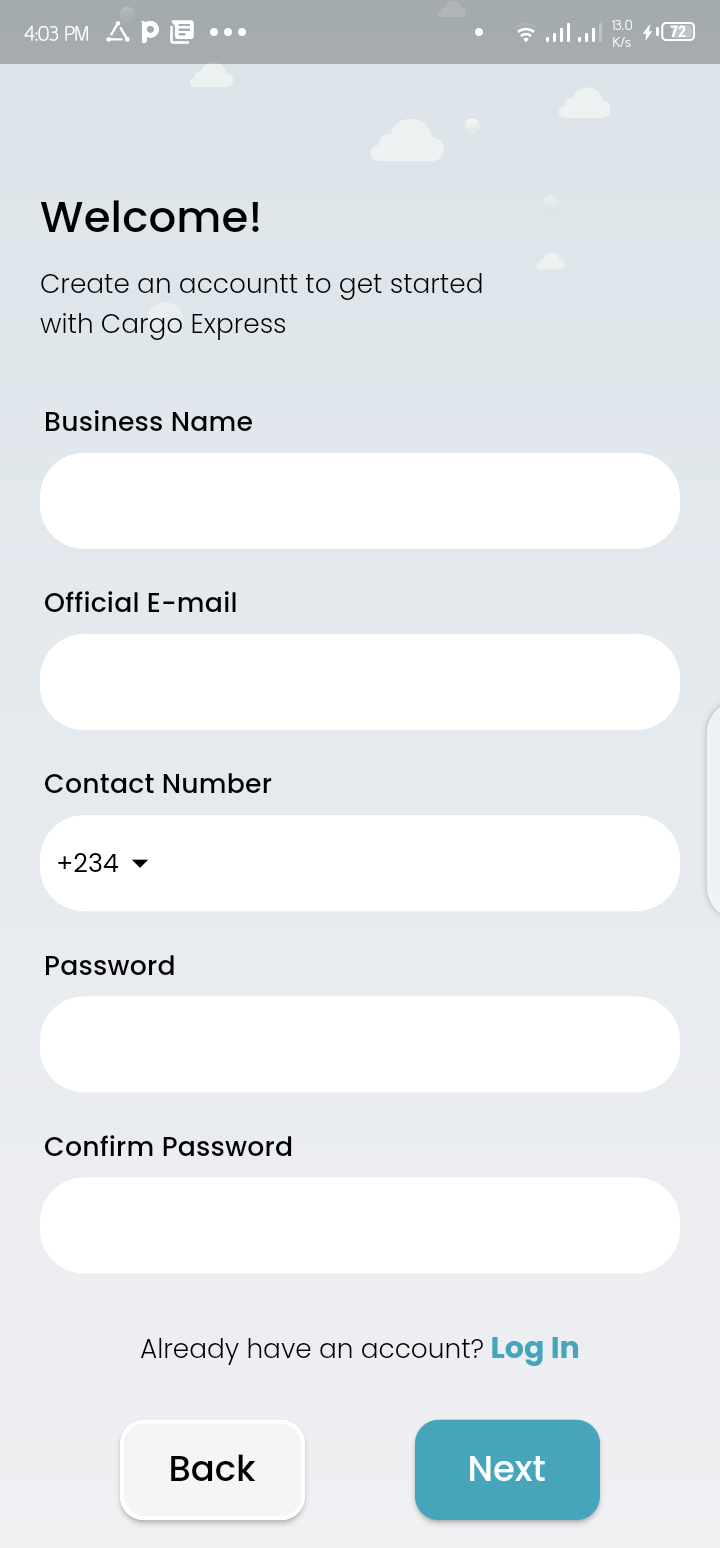 4:03 PM
13.0
K/s
72
Welcome!
Create an accountt to get started
with Cargo Express
Business Name
Official E-mail
Contact Number
+234
Password
Confirm Password
Already have an account? Log In
Back
Next